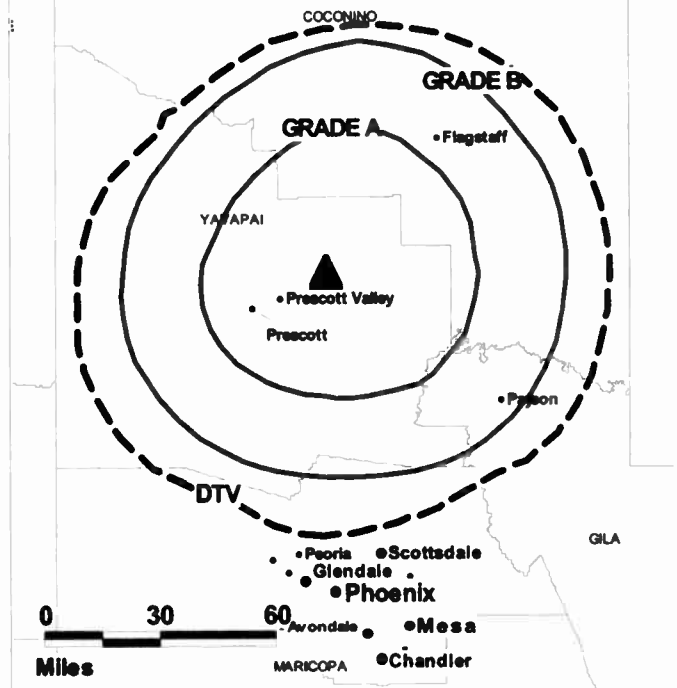 COCONINO
GRADE B
GRADE A
Flagstaff
YAVAPAI
Prescott Valley
Prescott
Payson
DTV
GILA
Peoria
Scottsdale
Glendale
Phoenix
0 30 60
Avondale
Mesa
Miles
MARICOPA
Chandler